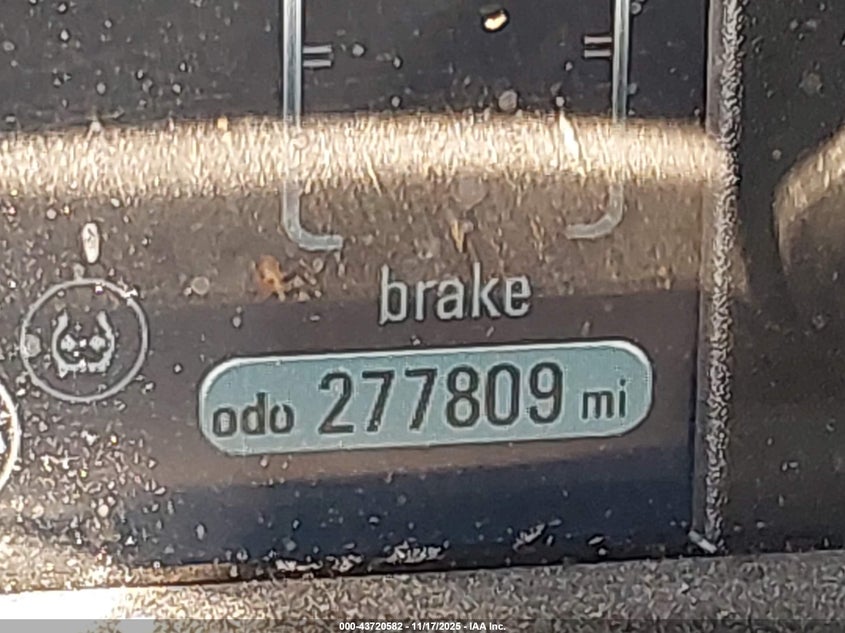 brake
odo 277809 mi
000-43720582 - 11/17/2025 - IAA Inc.